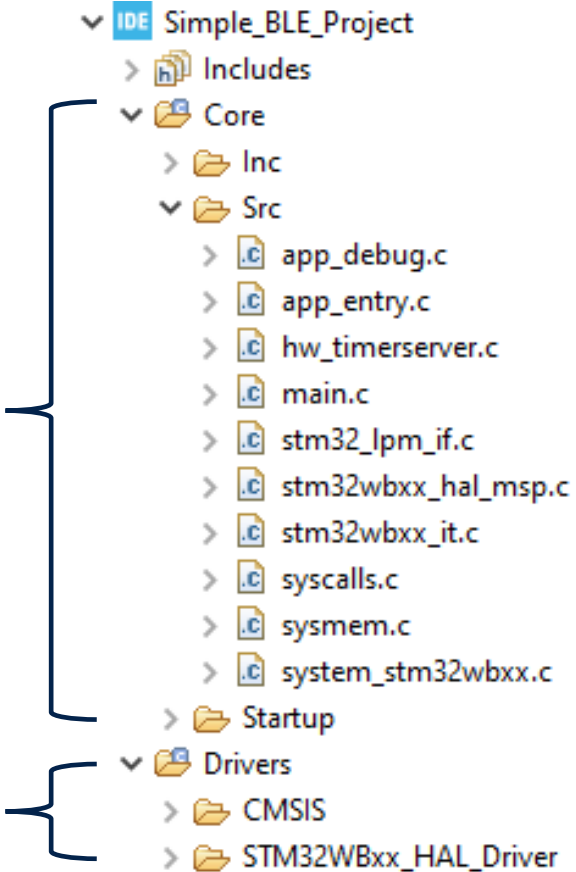 IDE Simple_BLE_Project
h Includes
c Core
Inc
Src
.c app_debug.c
.c app_entry.c
.c hw_timerserver.c
.c main.c
.c stm32_lpm_if.c
.c stm32wbxx_hal_msp.c
.c stm32wbxx_it.c
.c syscalls.c
.c sysmem.c
.c system_stm32wbxx.c
Startup
c Drivers
CMSIS
STM32WBxx_HAL_Driver